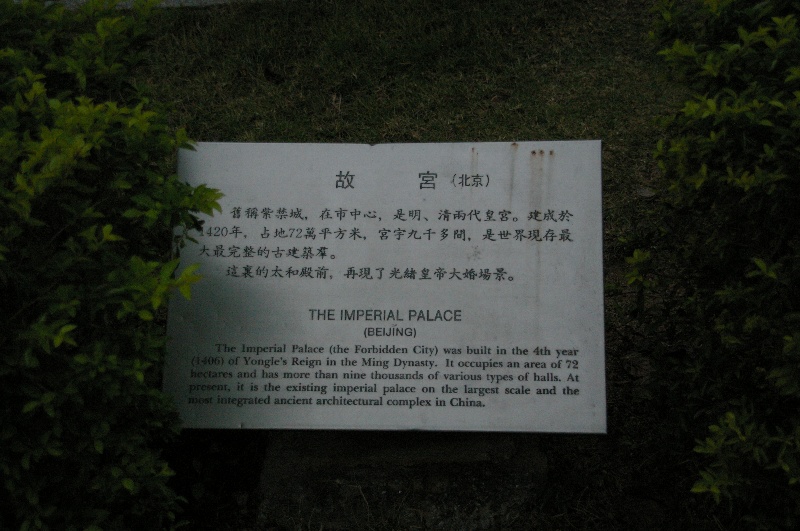 故 宮 (北京)
舊稱紫禁城，在市中心，是明、清兩代皇宮。建成於
1420年，占地72萬平方米，宮宇九千多間，是世界現存最
大最完整的古建築羣。
這裏的太和殿前，再現了光緒皇帝大婚場景。
THE IMPERIAL PALACE
(BEIJING)
The Imperial Palace (the Forbidden City) was built in the 4th year
(1406) of Yongle's Reign in the Ming Dynasty. It occupies an area of 72
hectares and has more than nine thousands of various types of halls. At
present, it is the existing imperial palace on the largest scale and the
most integrated ancient architectural complex in China.